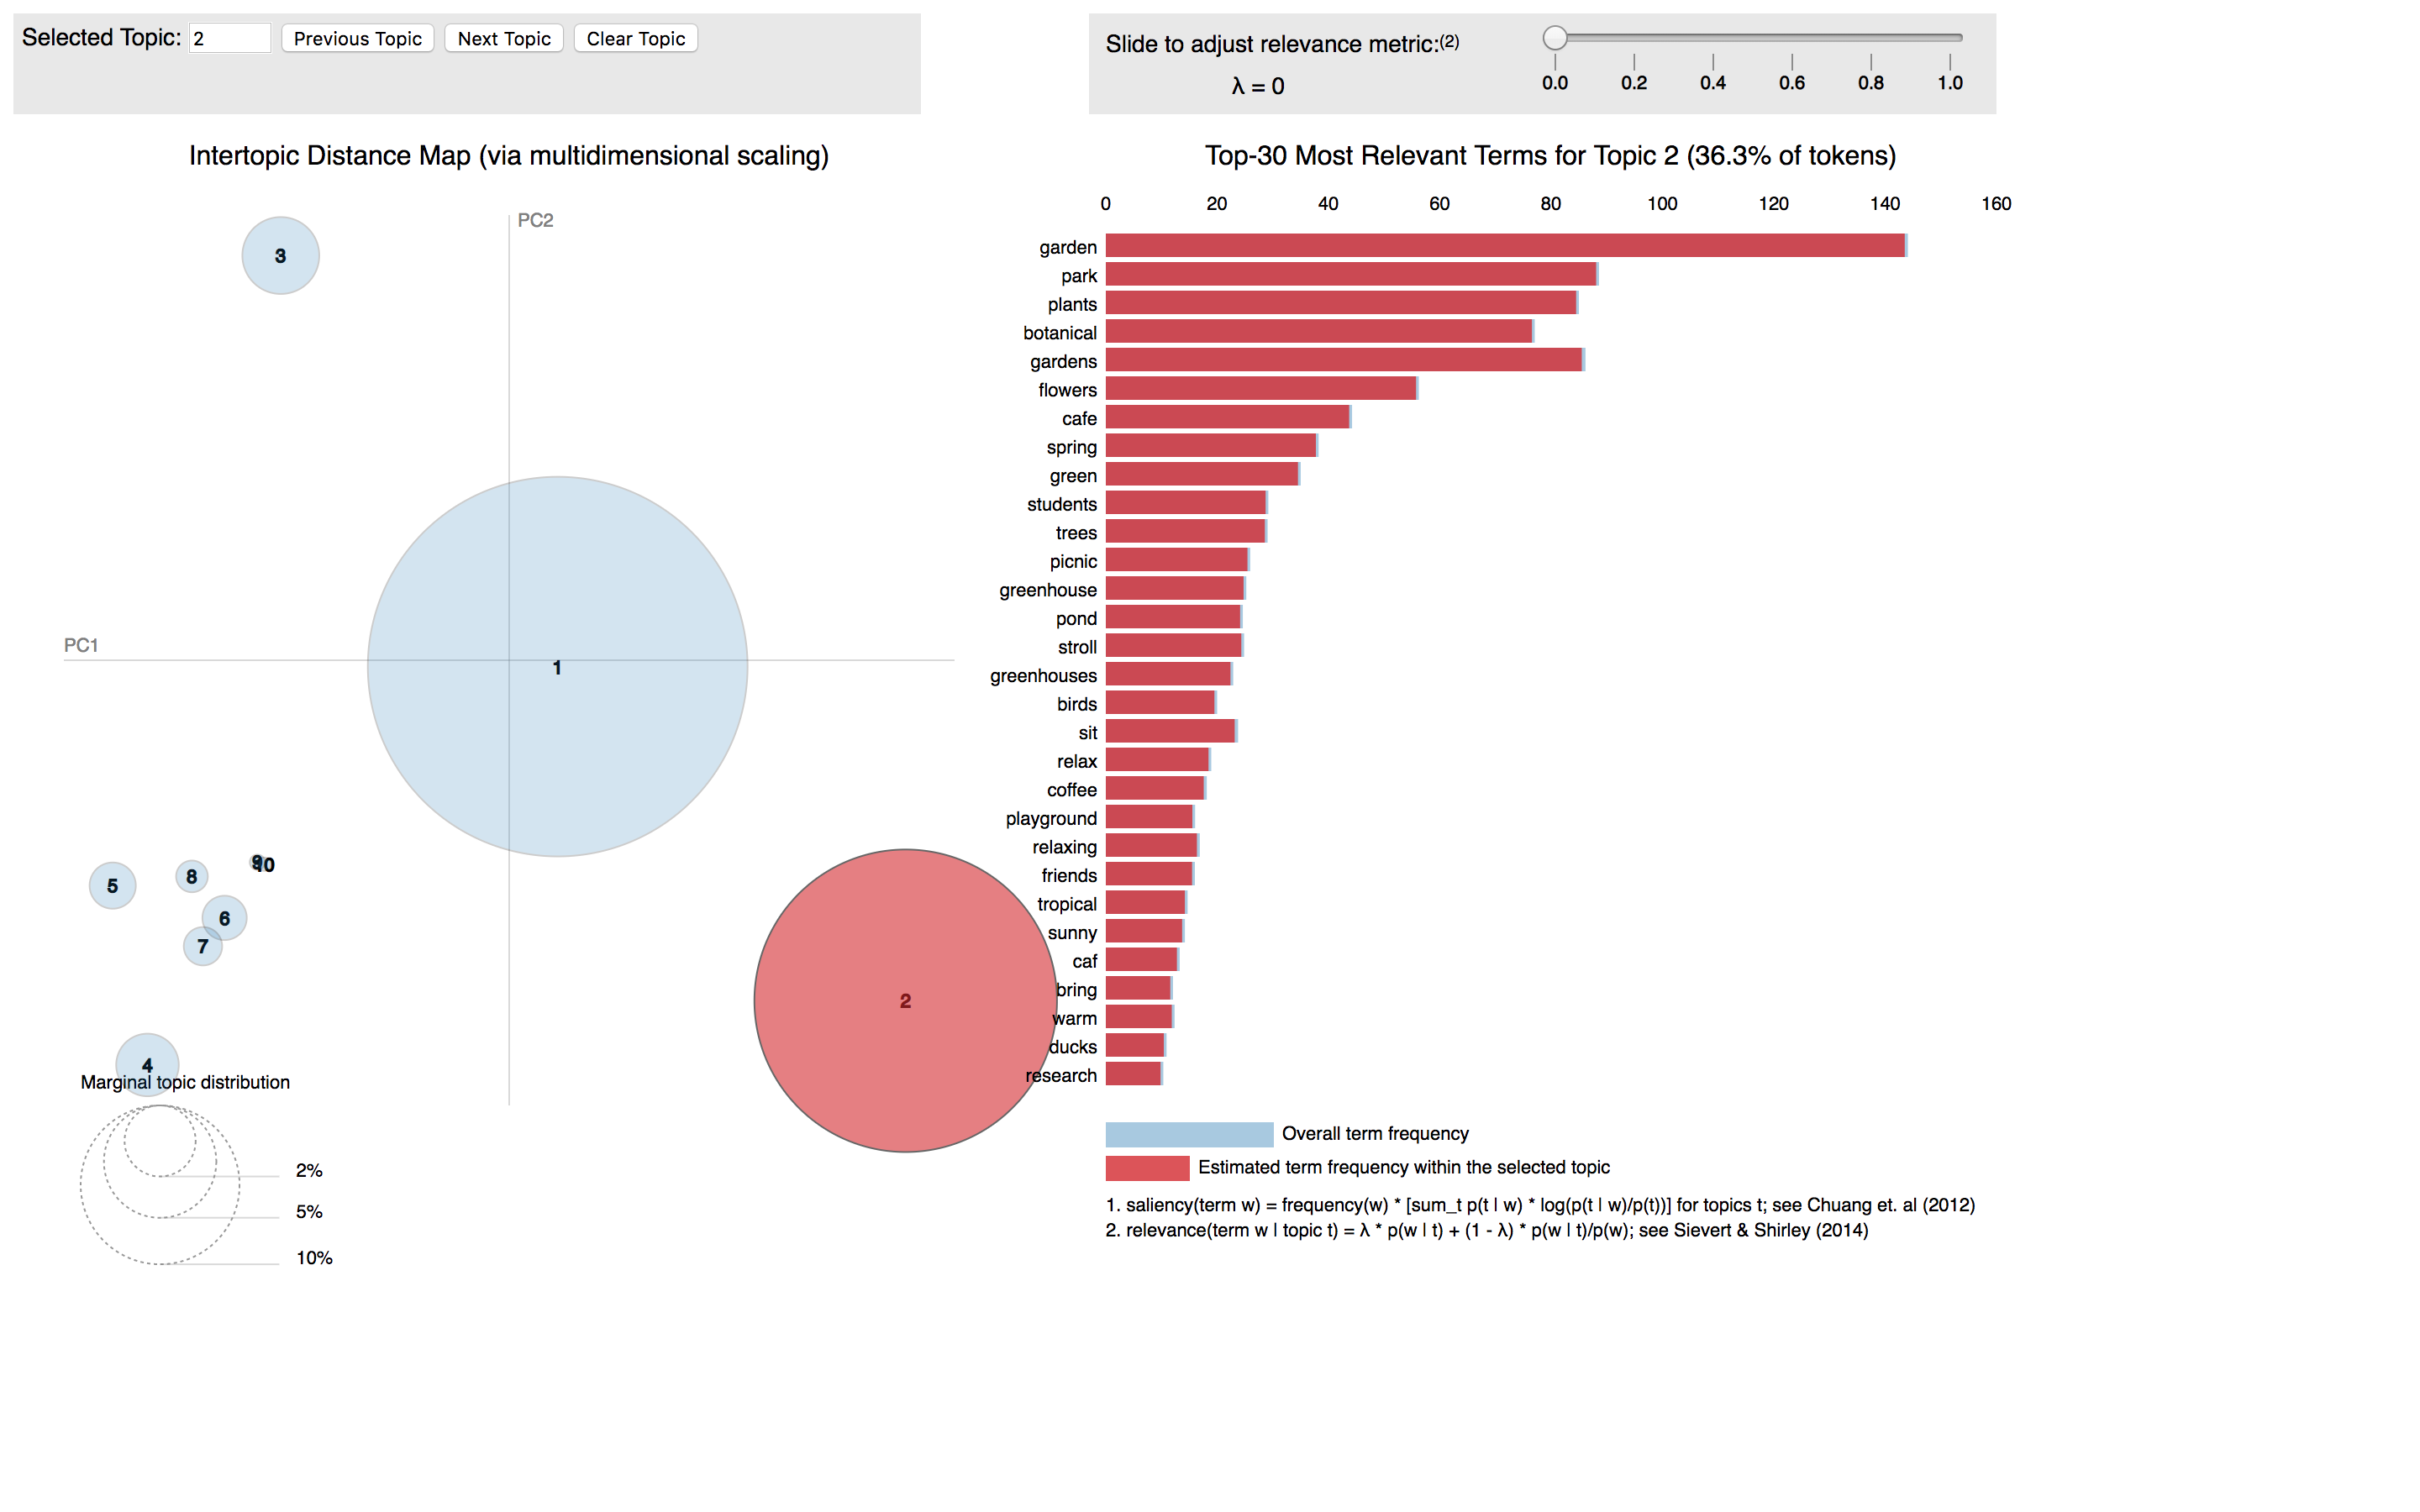 Selected Topic: 2 Previous Topic Next Topic Clear Topic
Slide to adjust relevance metric:(2)
λ = 0
0.0 0.2 0.4 0.6 0.8 1.0
Intertopic Distance Map (via multidimensional scaling)
PC2
PC1
3
1
5
8
9
10
6
7
2
4
Marginal topic distribution
2%
5%
10%
Top-30 Most Relevant Terms for Topic 2 (36.3% of tokens)
0 20 40 60 80 100 120 140 160
garden
park
plants
botanical
gardens
flowers
cafe
spring
green
students
trees
picnic
greenhouse
pond
stroll
greenhouses
birds
sit
relax
coffee
playground
relaxing
friends
tropical
sunny
caf
bring
warm
ducks
research
Overall term frequency
Estimated term frequency within the selected topic
1. saliency(term w) = frequency(w) * [sum_t p(t | w) * log(p(t | w)/p(t))] for topics t; see Chuang et. al (2012)
2. relevance(term w | topic t) = λ * p(w | t) + (1 - λ) * p(w | t)/p(w); see Sievert & Shirley (2014)